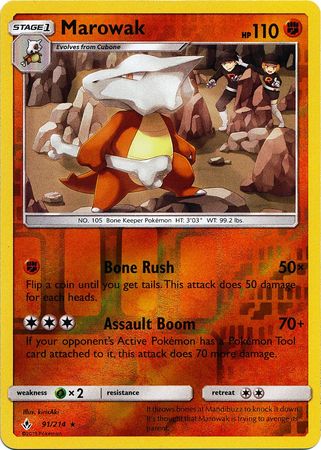 STAGE 1
Marowak
HP 110
Evolves from Cubone
NO. 105 Bone Keeper Pokémon HT: 3'03" WT: 99.2 lbs.
Bone Rush 50×
Flip a coin until you get tails. This attack does 50 damage
for each heads.
Assault Boom 70+
If your opponent's Active Pokémon has a Pokémon Tool
card attached to it, this attack does 70 more damage.
weakness × 2 resistance retreat
Illus. kirisAki
91/214 ★
©2019 Pokémon
It throws bones at Mandibuzz to knock it down.
It's thought that Marowak is trying to avenge its
parent.